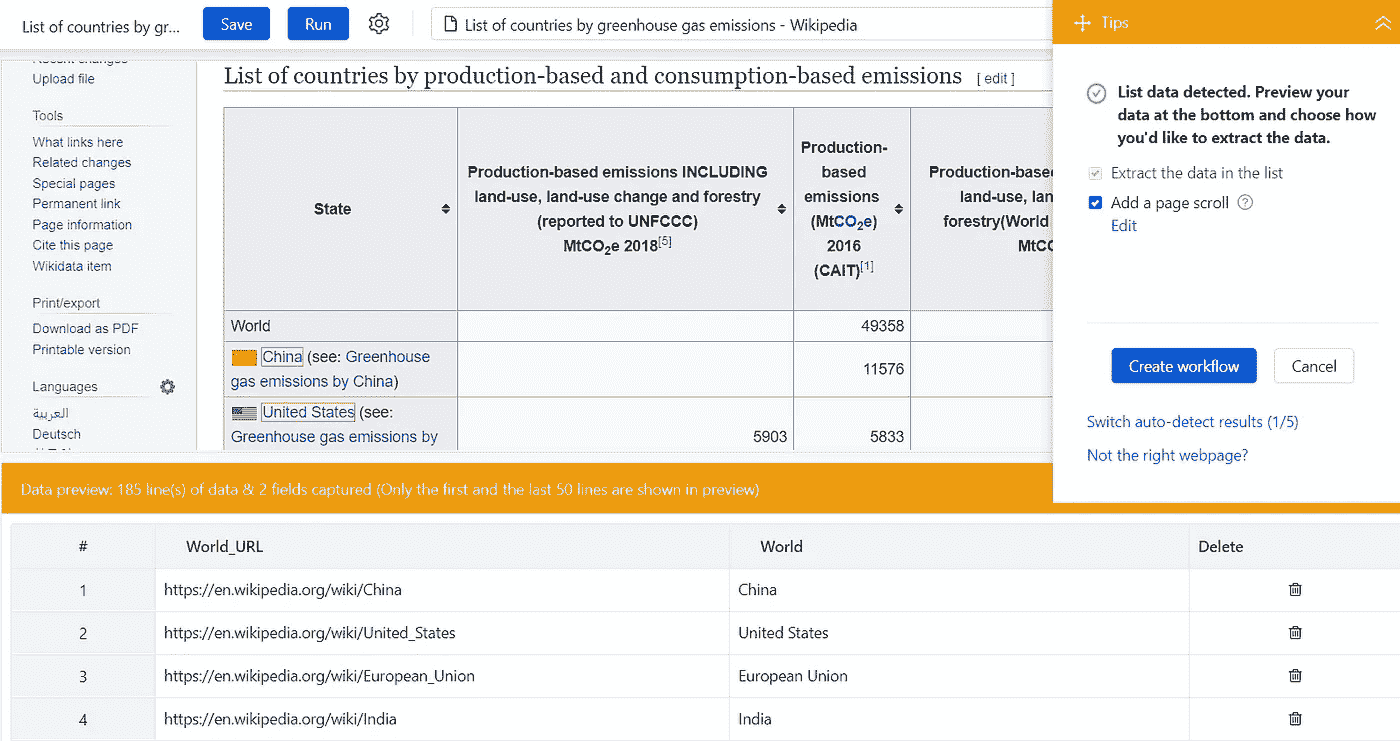 List of countries by gr...
Save
Run
List of countries by greenhouse gas emissions - Wikipedia
Tips
Recent changes
Upload file
Tools
What links here
Related changes
Special pages
Permanent link
Page information
Cite this page
Wikidata item
Print/export
Download as PDF
Printable version
Languages
العربية
Deutsch
List of countries by production-based and consumption-based emissions [ edit ]
State
Production-based emissions INCLUDING
land-use, land-use change and forestry
(reported to UNFCCC)
MtCO₂e 2018[5]
Production-
based
emissions
(MtCO₂e)
2016
(CAIT)[1]
Production-base
land-use, lan
forestry(World
MtCO
World
49358
China (see: Greenhouse
gas emissions by China)
11576
United States (see:
Greenhouse gas emissions by
5903
5833
List data detected. Preview your
data at the bottom and choose how
you'd like to extract the data.
Extract the data in the list
Add a page scroll
Edit
Create workflow
Cancel
Switch auto-detect results (1/5)
Not the right webpage?
Data preview: 185 line(s) of data & 2 fields captured (Only the first and the last 50 lines are shown in preview)
# World_URL World Delete
1 https://en.wikipedia.org/wiki/China China
2 https://en.wikipedia.org/wiki/United_States United States
3 https://en.wikipedia.org/wiki/European_Union European Union
4 https://en.wikipedia.org/wiki/India India